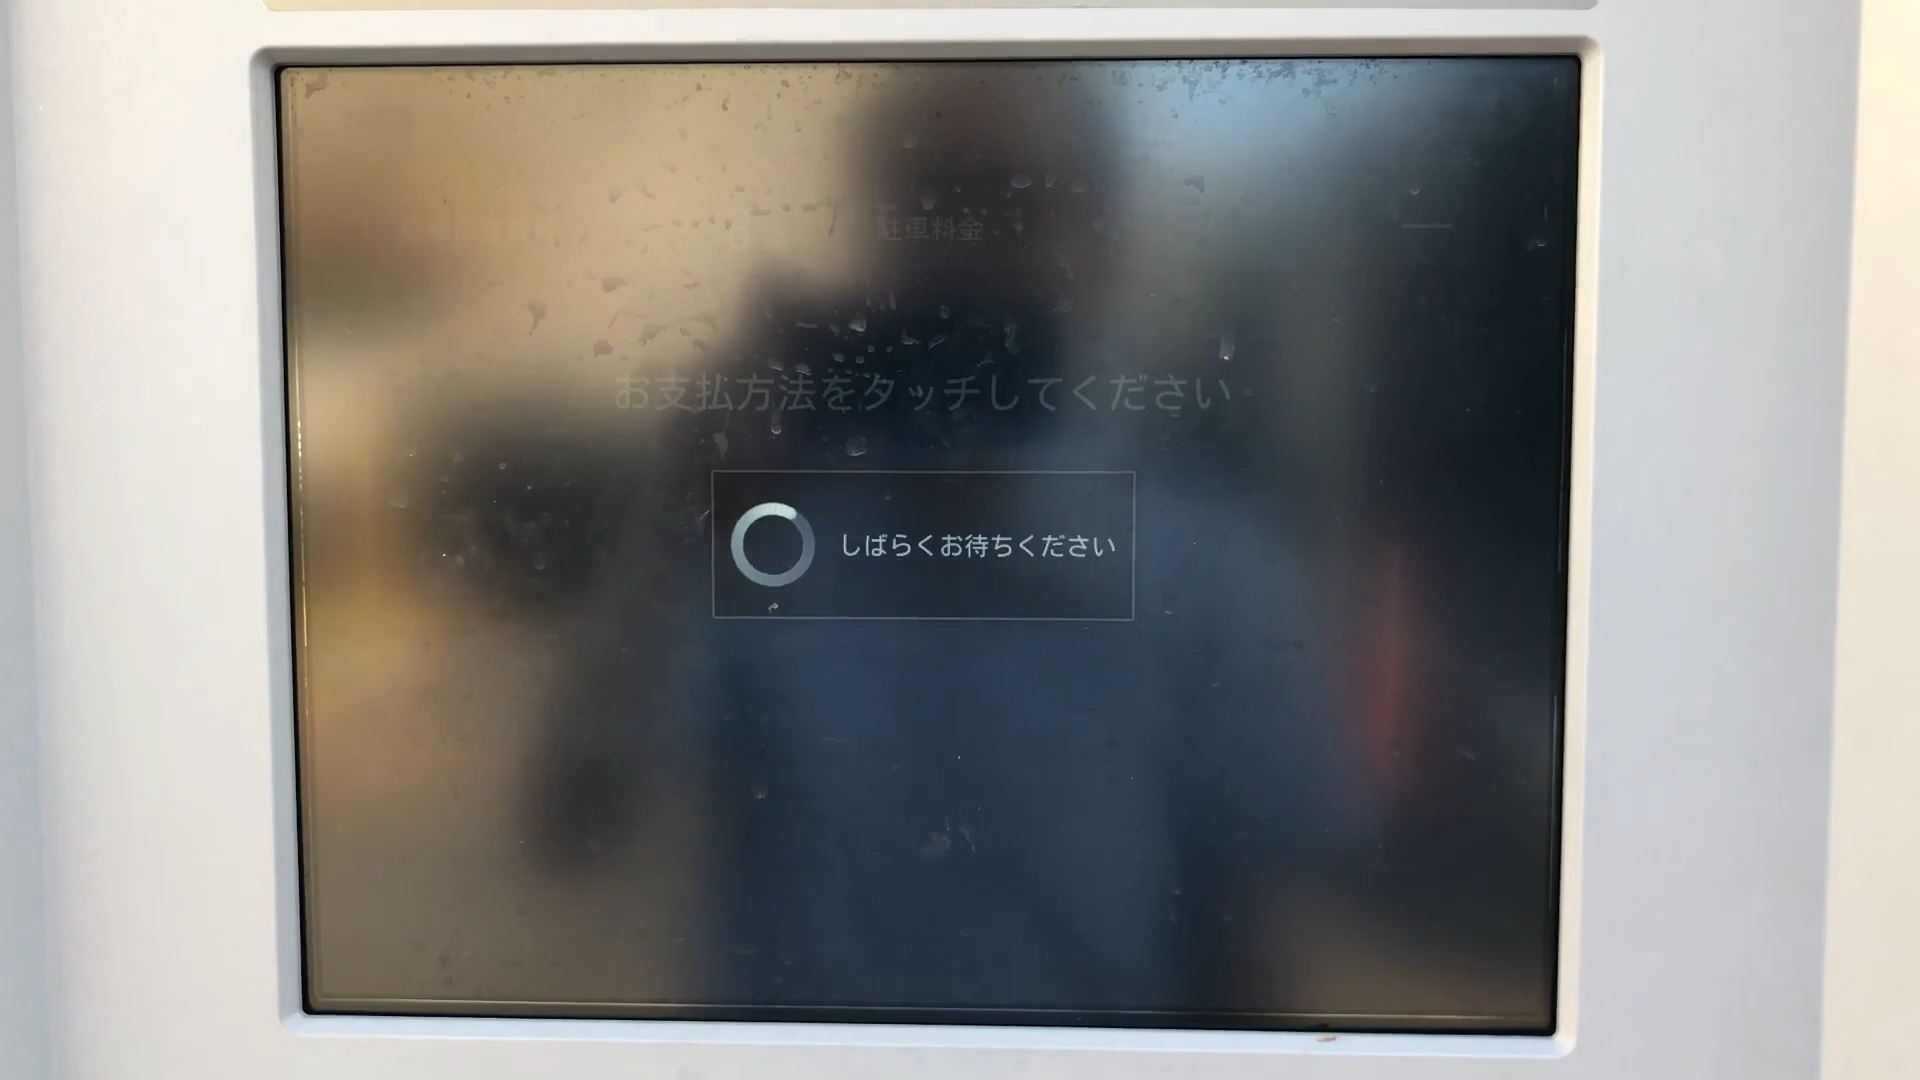 駐車料金
お支払方法をタッチしてください
しばらくお待ちください